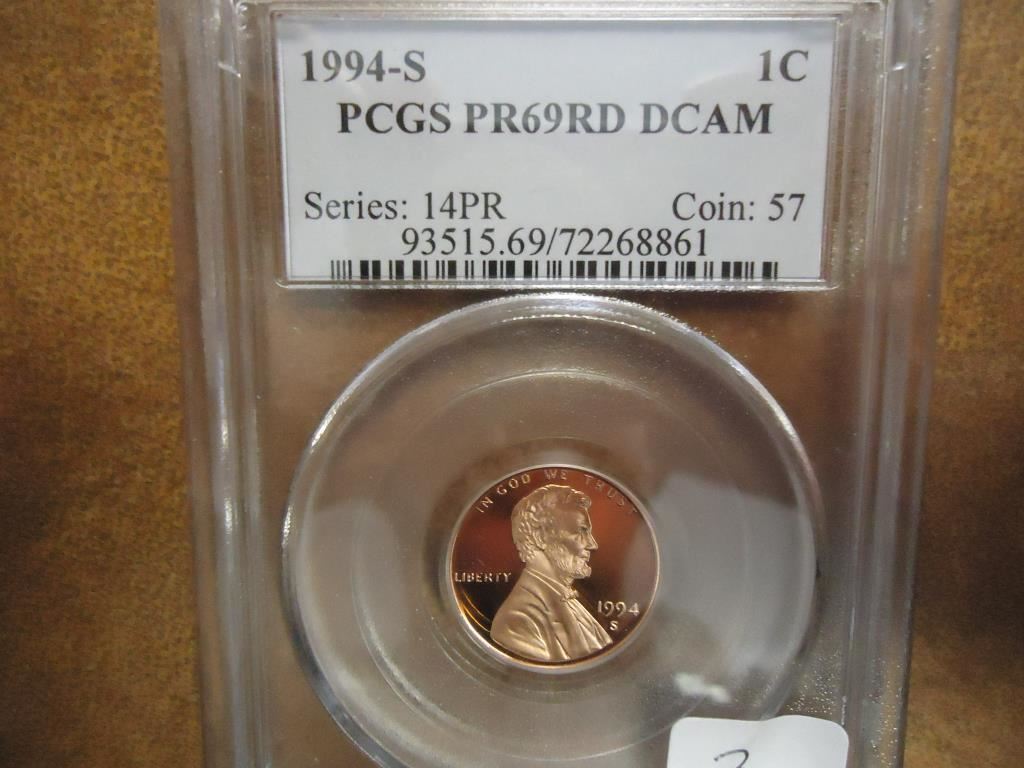 1994-S 1C
PCGS PR69RD DCAM
Series: 14PR Coin: 57
93515.69/72268861
IN GOD WE TRUST
LIBERTY
1994
S